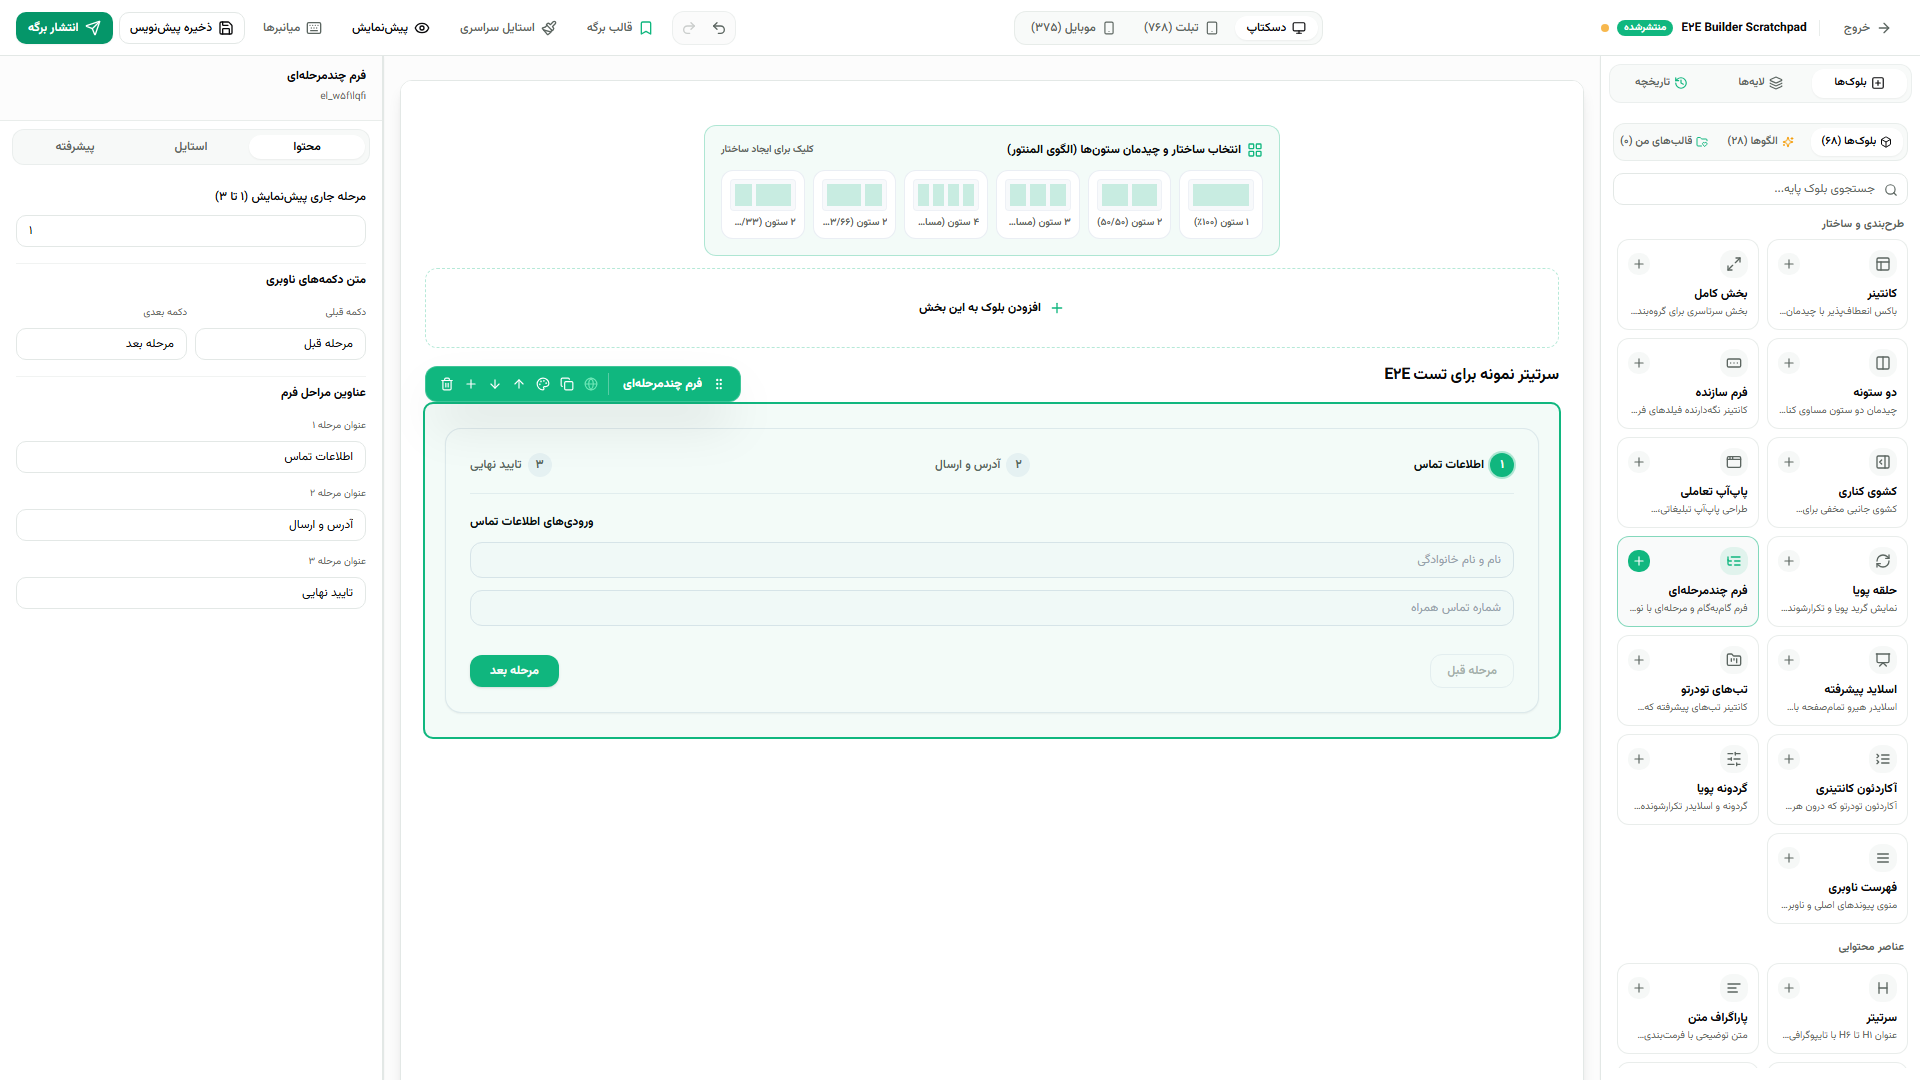 خروج
E2E Builder Scratchpad
منتشرشده
دسکتاپ
تبلت (۷۶۸)
موبایل (۳۷۵)
قالب برگه
استایل سراسری
پیش‌نمایش
میانبرها
ذخیره پیش‌نویس
انتشار برگه
بلوک‌ها
لایه‌ها
تاریخچه
بلوک‌ها (۶۸)
الگوها (۲۸)
قالب‌های من (۰)
جستجوی بلوک پایه...
طرح‌بندی و ساختار
کانتینر
باکس انعطاف‌پذیر با چیدمان...
بخش کامل
بخش سرتاسری برای گروه‌بند...
دو ستونه
چیدمان دو ستون مساوی کنا...
فرم سازنده
کانتینر نگه‌دارنده فیلدهای فر...
کشوی کناری
کشوی جانبی مخفی برای...
پاپ‌آپ تعاملی
طراحی پاپ‌آپ تبلیغاتی،...
حلقه پویا
نمایش گرید پویا و تکرارشوند...
فرم چندمرحله‌ای
فرم گام‌به‌گام و مرحله‌ای با نو...
اسلاید پیشرفته
اسلایدر هیرو تمام‌صفحه با...
تب‌های تودرتو
کانتینر تب‌های پیشرفته که...
آکاردئون کانتینری
آکاردئون تودرتو که درون هر...
گردونه پویا
گردونه و اسلایدر تکرارشونده...
فهرست ناوبری
منوی پیوندهای اصلی و ناوبر...
عناصر محتوایی
سرتیتر
عنوان H1 تا H6 با تایپوگرافی...
پاراگراف متن
متن توضیحی با فرمت‌بندی...
انتخاب ساختار و چیدمان ستون‌ها (الگوی المنتور)
کلیک برای ایجاد ساختار
۱ ستون (۱۰۰٪)
۲ ستون (۵۰/۵۰)
۳ ستون (مسا...
۴ ستون (مسا...
۲ ستون (۳/۶۶...
۲ ستون (۳۳/...
افزودن بلوک به این بخش
سرتیتر نمونه برای تست E2E
فرم چندمرحله‌ای
۱ اطلاعات تماس
۲ آدرس و ارسال
۳ تایید نهایی
ورودی‌های اطلاعات تماس
نام و نام خانوادگی
شماره تماس همراه
مرحله قبل
مرحله بعد
فرم چندمرحله‌ای
el_w5f1lqfi
محتوا
استایل
پیشرفته
مرحله جاری پیش‌نمایش (۱ تا ۳)
۱
متن دکمه‌های ناوبری
دکمه قبلی
دکمه بعدی
مرحله قبل
مرحله بعد
عناوین مراحل فرم
عنوان مرحله ۱
اطلاعات تماس
عنوان مرحله ۲
آدرس و ارسال
عنوان مرحله ۳
تایید نهایی